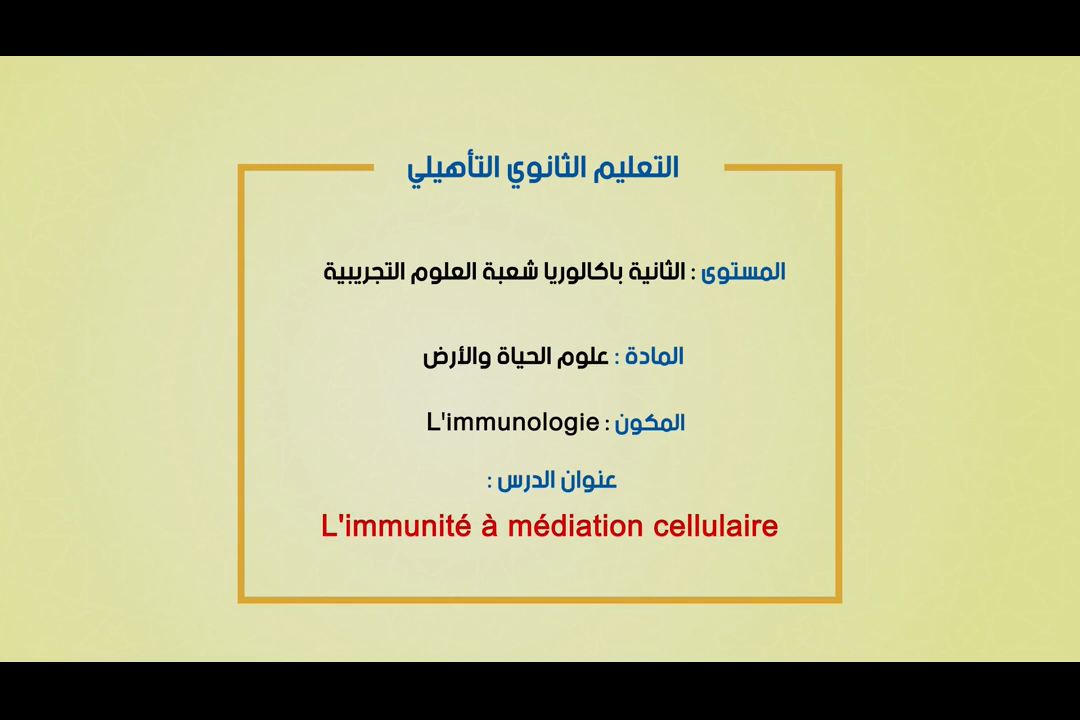 التعليم الثانوي التأهيلي
المستوى : الثانية باكالوريا شعبة العلوم التجريبية
المادة : علوم الحياة والأرض
المكون : L'immunologie
عنوان الدرس :
L'immunité à médiation cellulaire